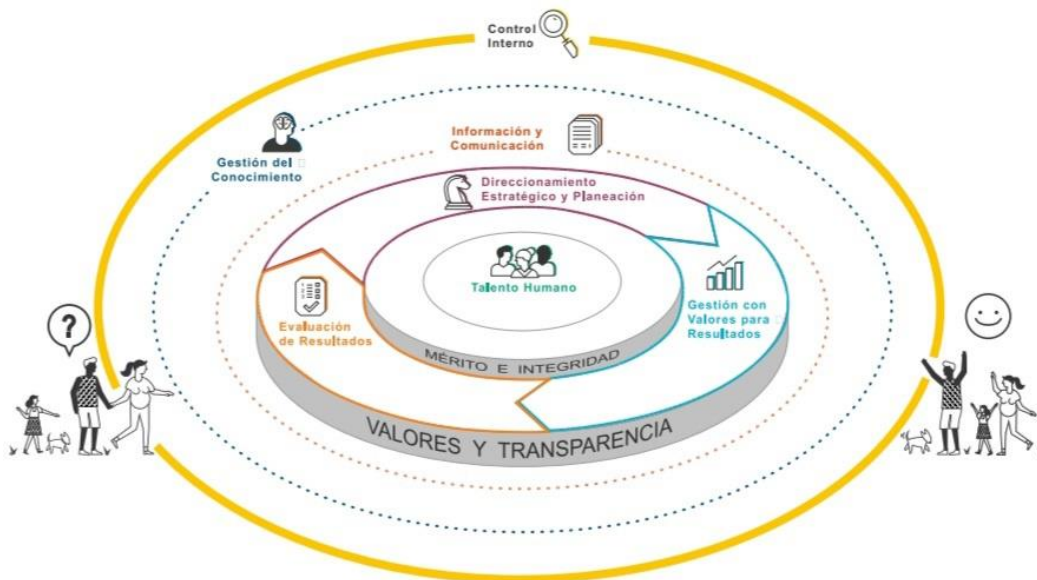 Control
Interno
Información y
Comunicación
Gestión del
Conocimiento
Direccionamiento
Estratégico y Planeación
Talento Humano
Gestión con
Valores para
Resultados
Evaluación
de Resultados
?
MÉRITO E INTEGRIDAD
VALORES Y TRANSPARENCIA